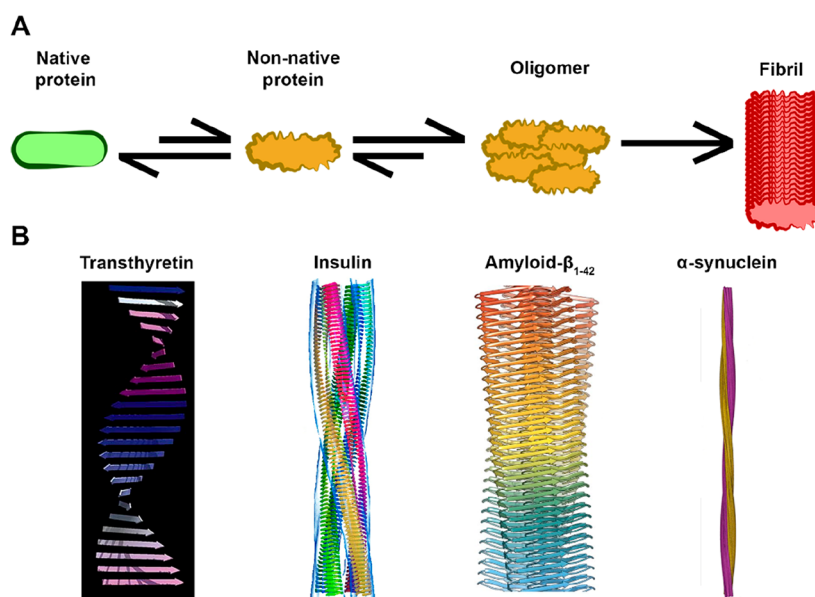 A
Native
protein
Non-native
protein
Oligomer
Fibril
B
Transthyretin
Insulin
Amyloid-β₁₋₄₂
α-synuclein